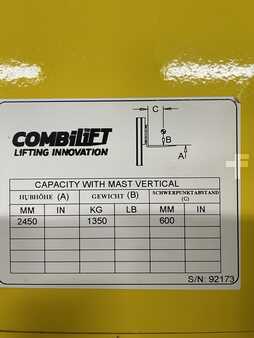 C
B
A
COMBiLiFT
LIFTING INNOVATION
CAPACITY WITH MAST VERTICAL
HUBHÖHE (A) GEWICHT (B) SCHWERPUNKTABSTAND (C)
MM IN KG LB MM IN
2450 1350 600
S/N: 92173